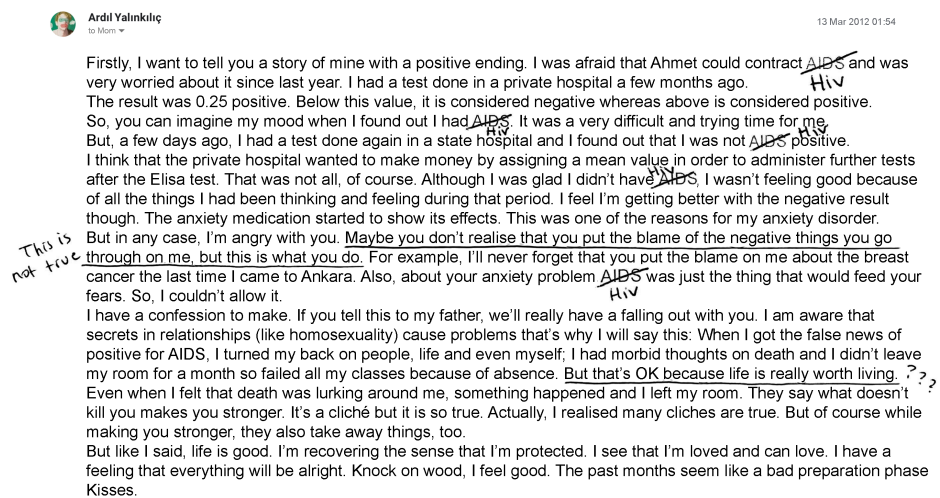 Ardıl Yalınkılıç
to Mom
13 Mar 2012 01:54
Firstly, I want to tell you a story of mine with a positive ending. I was afraid that Ahmet could contract AIDS and was
Hiv
very worried about it since last year. I had a test done in a private hospital a few months ago.
The result was 0.25 positive. Below this value, it is considered negative whereas above is considered positive.
So, you can imagine my mood when I found out I had AIDS. It was a very difficult and trying time for me.
Hiv
Hiv
But, a few days ago, I had a test done again in a state hospital and I found out that I was not AIDS positive.
I think that the private hospital wanted to make money by assigning a mean value in order to administer further tests
Hiv
after the Elisa test. That was not all, of course. Although I was glad I didn't have AIDS, I wasn't feeling good because
of all the things I had been thinking and feeling during that period. I feel I'm getting better with the negative result
though. The anxiety medication started to show its effects. This was one of the reasons for my anxiety disorder.
This is
not true
But in any case, I'm angry with you. Maybe you don't realise that you put the blame of the negative things you go
through on me, but this is what you do. For example, I'll never forget that you put the blame on me about the breast
cancer the last time I came to Ankara. Also, about your anxiety problem AIDS was just the thing that would feed your
Hiv
fears. So, I couldn't allow it.
I have a confession to make. If you tell this to my father, we'll really have a falling out with you. I am aware that
secrets in relationships (like homosexuality) cause problems that's why I will say this: When I got the false news of
positive for AIDS, I turned my back on people, life and even myself; I had morbid thoughts on death and I didn't leave
my room for a month so failed all my classes because of absence. But that's OK because life is really worth living. ???
Even when I felt that death was lurking around me, something happened and I left my room. They say what doesn't
kill you makes you stronger. It's a cliché but it is so true. Actually, I realised many cliches are true. But of course while
making you stronger, they also take away things, too.
But like I said, life is good. I'm recovering the sense that I'm protected. I see that I'm loved and can love. I have a
feeling that everything will be alright. Knock on wood, I feel good. The past months seem like a bad preparation phase
Kisses.